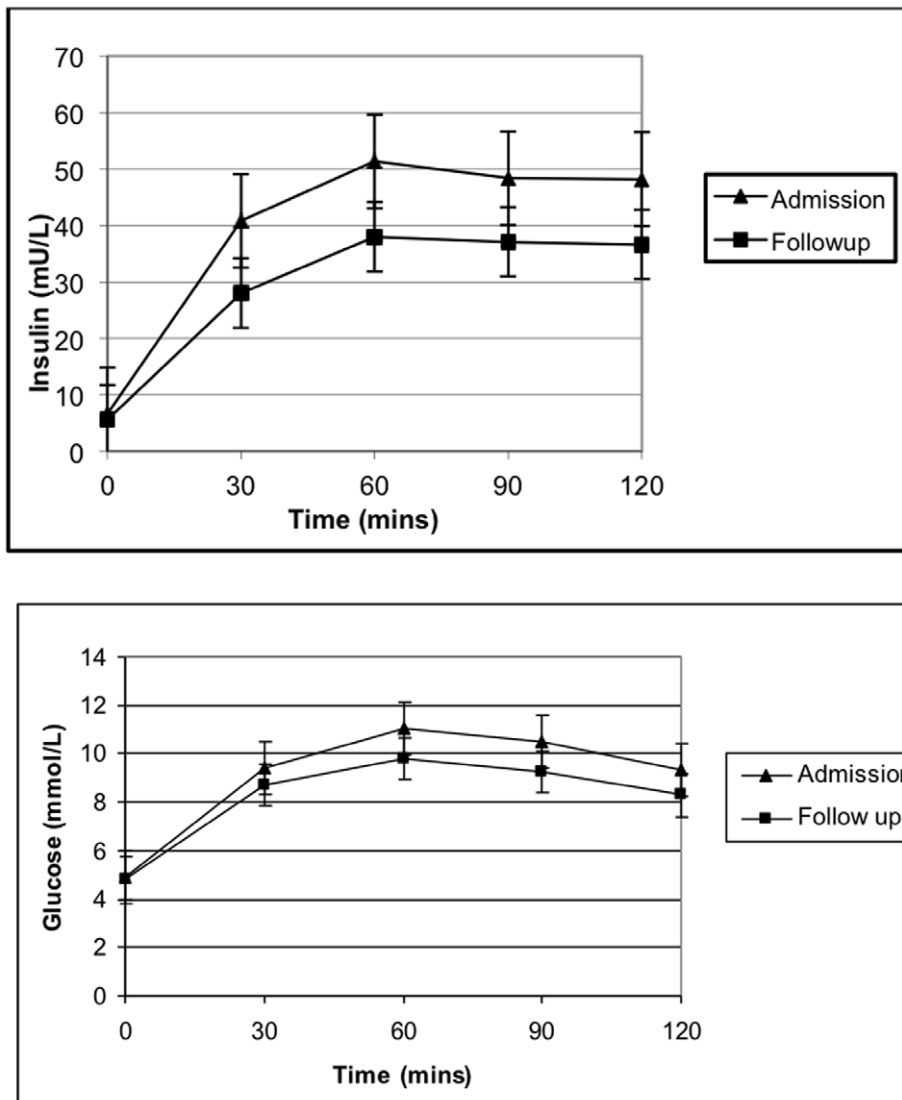 70
60
50
40
30
20
10
0
Insulin (mU/L)
0 30 60 90 120
Time (mins)
Admission
Followup
14
12
10
8
6
4
2
0
Glucose (mmol/L)
0 30 60 90 120
Time (mins)
Admission
Follow up